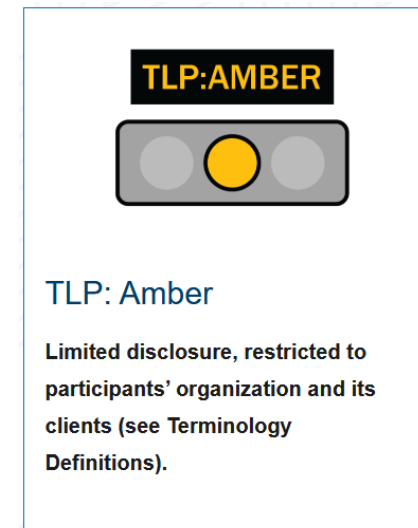 TLP:AMBER
TLP: Amber
Limited disclosure, restricted to
participants’ organization and its
clients (see Terminology
Definitions).